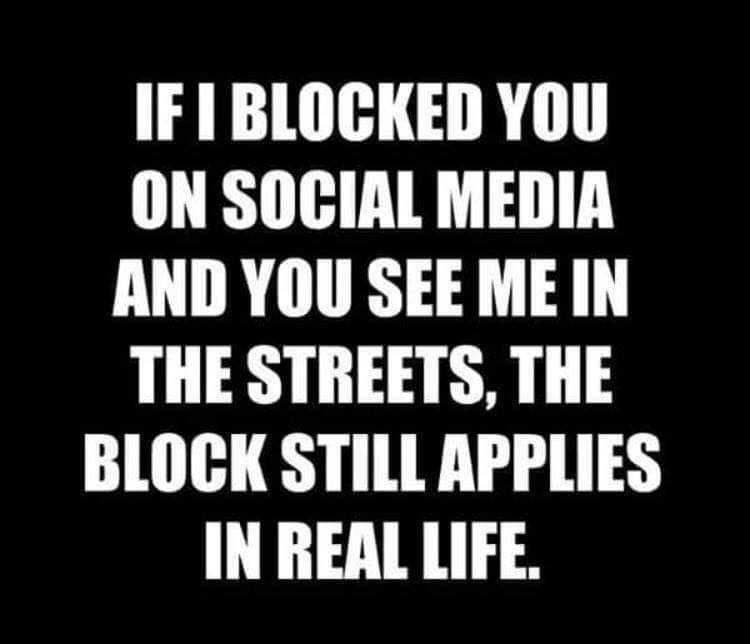 IF I BLOCKED YOU
ON SOCIAL MEDIA
AND YOU SEE ME IN
THE STREETS, THE
BLOCK STILL APPLIES
IN REAL LIFE.